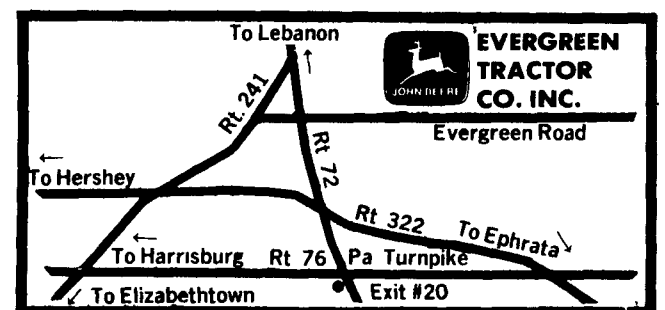 To Lebanon
EVERGREEN
TRACTOR
CO. INC.
JOHN DEERE
Rt. 241
Evergreen Road
Rt 72
To Hershey
Rt 322
To Ephrata
To Harrisburg
Rt 76
Pa Turnpike
To Elizabethtown
Exit #20